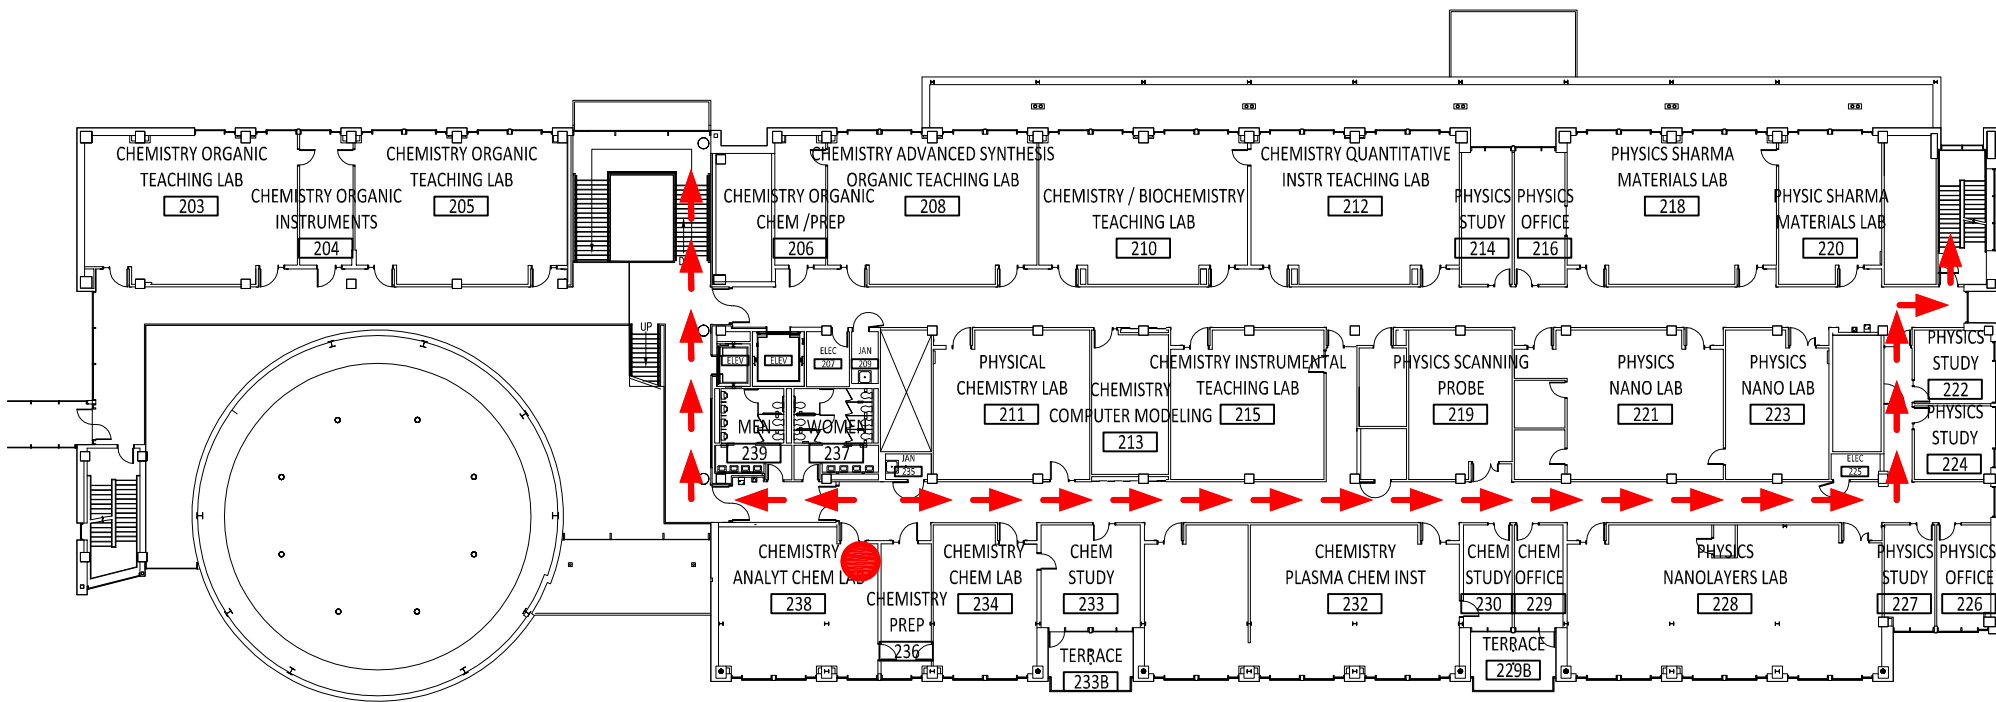 CHEMISTRY ORGANIC
TEACHING LAB
203
CHEMISTRY ORGANIC
INSTRUMENTS
204
CHEMISTRY ORGANIC
TEACHING LAB
205
CHEMISTRY ORGANIC
CHEM /PREP
206
CHEMISTRY ADVANCED SYNTHESIS
ORGANIC TEACHING LAB
208
CHEMISTRY / BIOCHEMISTRY
TEACHING LAB
210
CHEMISTRY QUANTITATIVE
INSTR TEACHING LAB
212
PHYSICS
STUDY
214
PHYSICS
OFFICE
216
PHYSICS SHARMA
MATERIALS LAB
218
PHYSIC SHARMA
MATERIALS LAB
220
UP
ELEV
ELEV
ELEC
207
JAN
209
PHYSICAL
CHEMISTRY LAB
211
CHEMISTRY
COMPUTER MODELING
213
CHEMISTRY INSTRUMENTAL
TEACHING LAB
215
PHYSICS SCANNING
PROBE
219
PHYSICS
NANO LAB
221
PHYSICS
NANO LAB
223
PHYSICS
STUDY
222
PHYSICS
STUDY
224
ELEC
225
MEN
239
WOMEN
237
JAN
235
CHEMISTRY
ANALYT CHEM LAB
238
CHEMISTRY
PREP
236
CHEMISTRY
CHEM LAB
234
CHEM
STUDY
233
TERRACE
233B
CHEMISTRY
PLASMA CHEM INST
232
CHEM
STUDY
230
CHEM
OFFICE
229
TERRACE
229B
PHYSICS
NANOLAYERS LAB
228
PHYSICS
STUDY
227
PHYSICS
OFFICE
226